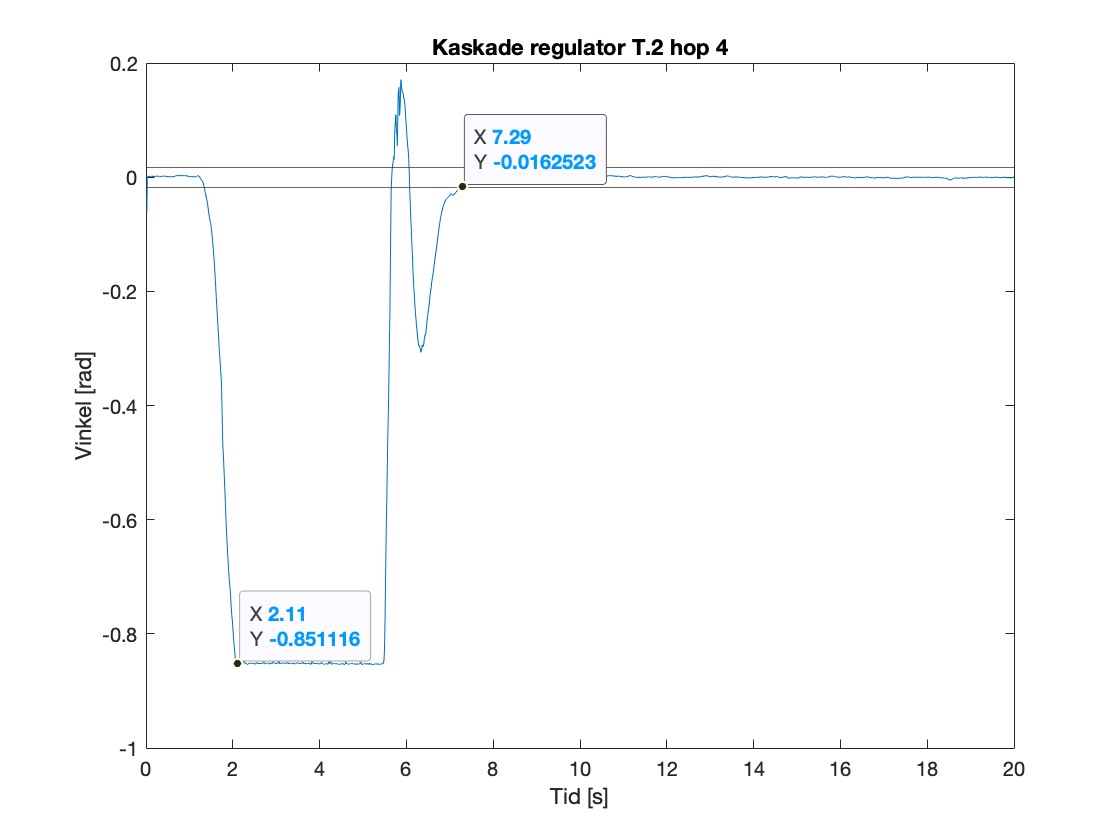 Kaskade regulator T.2 hop 4
0.2
0
-0.2
-0.4
-0.6
-0.8
-1
Vinkel [rad]
X 7.29
Y -0.0162523
X 2.11
Y -0.851116
0 2 4 6 8 10 12 14 16 18 20
Tid [s]